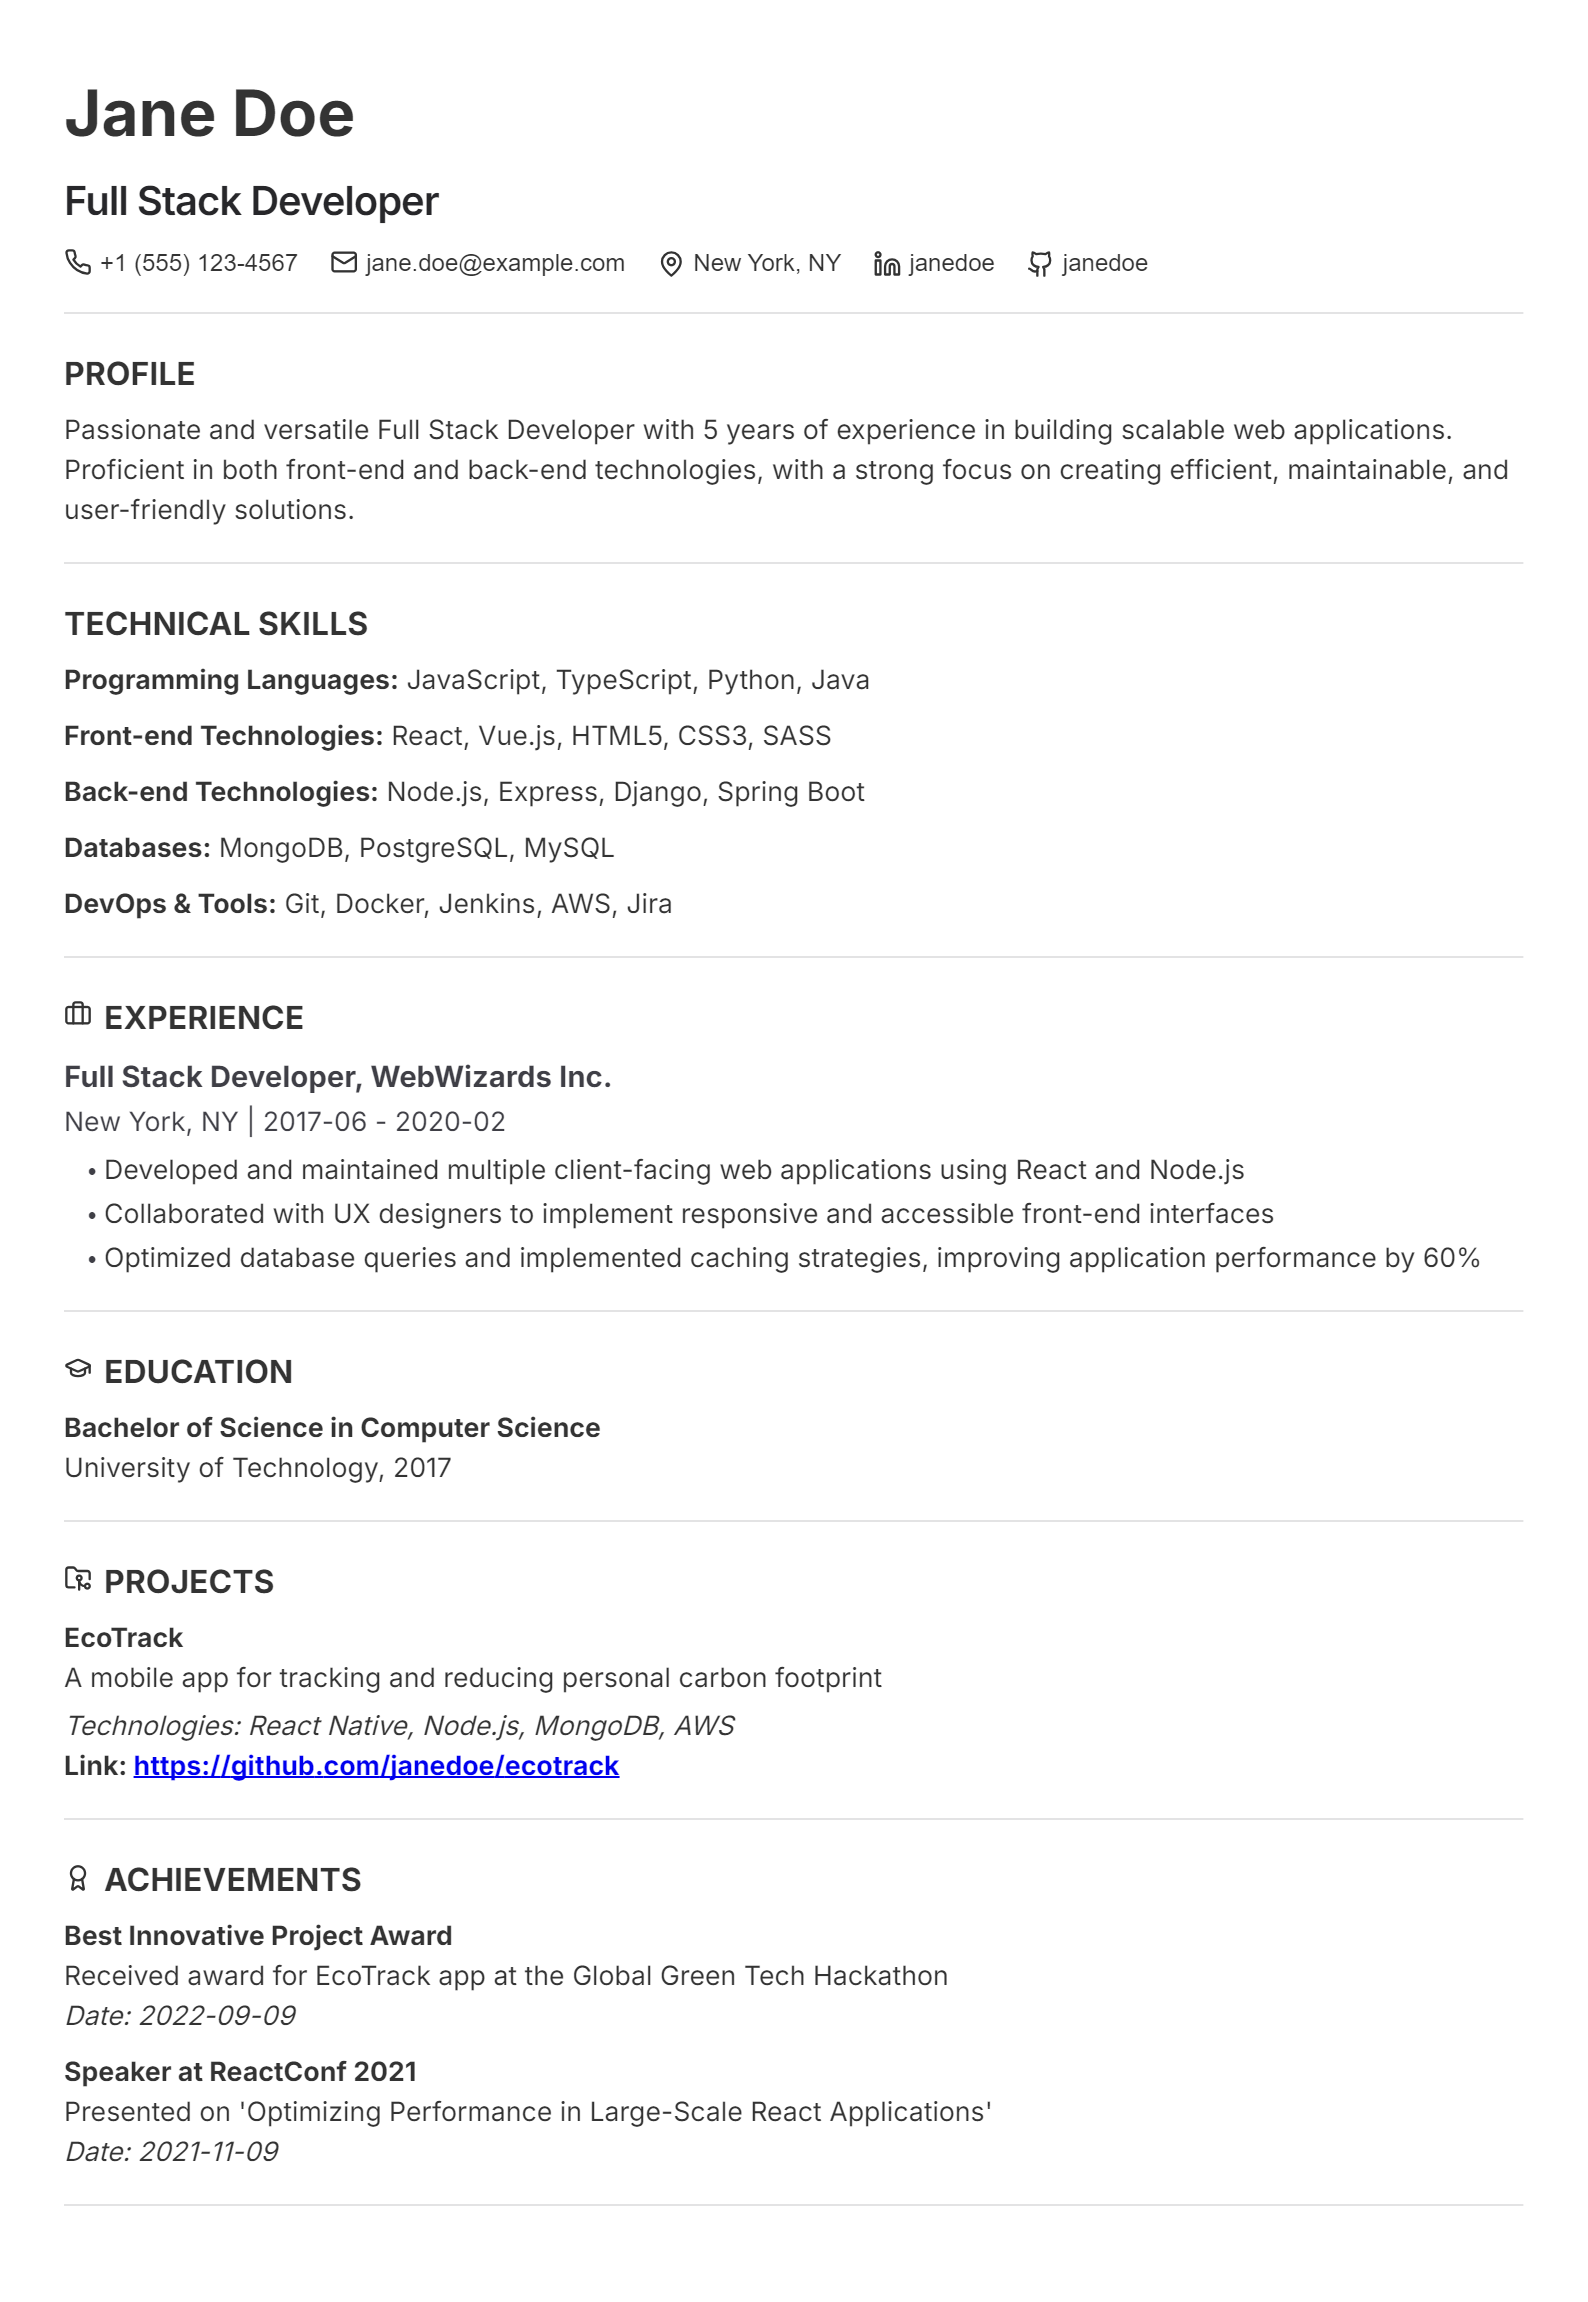 Jane Doe
Full Stack Developer
+1 (555) 123-4567 jane.doe@example.com New York, NY janedoe janedoe
PROFILE
Passionate and versatile Full Stack Developer with 5 years of experience in building scalable web applications.
Proficient in both front-end and back-end technologies, with a strong focus on creating efficient, maintainable, and
user-friendly solutions.
TECHNICAL SKILLS
Programming Languages: JavaScript, TypeScript, Python, Java
Front-end Technologies: React, Vue.js, HTML5, CSS3, SASS
Back-end Technologies: Node.js, Express, Django, Spring Boot
Databases: MongoDB, PostgreSQL, MySQL
DevOps & Tools: Git, Docker, Jenkins, AWS, Jira
EXPERIENCE
Full Stack Developer, WebWizards Inc.
New York, NY | 2017-06 - 2020-02
• Developed and maintained multiple client-facing web applications using React and Node.js
• Collaborated with UX designers to implement responsive and accessible front-end interfaces
• Optimized database queries and implemented caching strategies, improving application performance by 60%
EDUCATION
Bachelor of Science in Computer Science
University of Technology, 2017
PROJECTS
EcoTrack
A mobile app for tracking and reducing personal carbon footprint
Technologies: React Native, Node.js, MongoDB, AWS
Link: https://github.com/janedoe/ecotrack
ACHIEVEMENTS
Best Innovative Project Award
Received award for EcoTrack app at the Global Green Tech Hackathon
Date: 2022-09-09
Speaker at ReactConf 2021
Presented on 'Optimizing Performance in Large-Scale React Applications'
Date: 2021-11-09